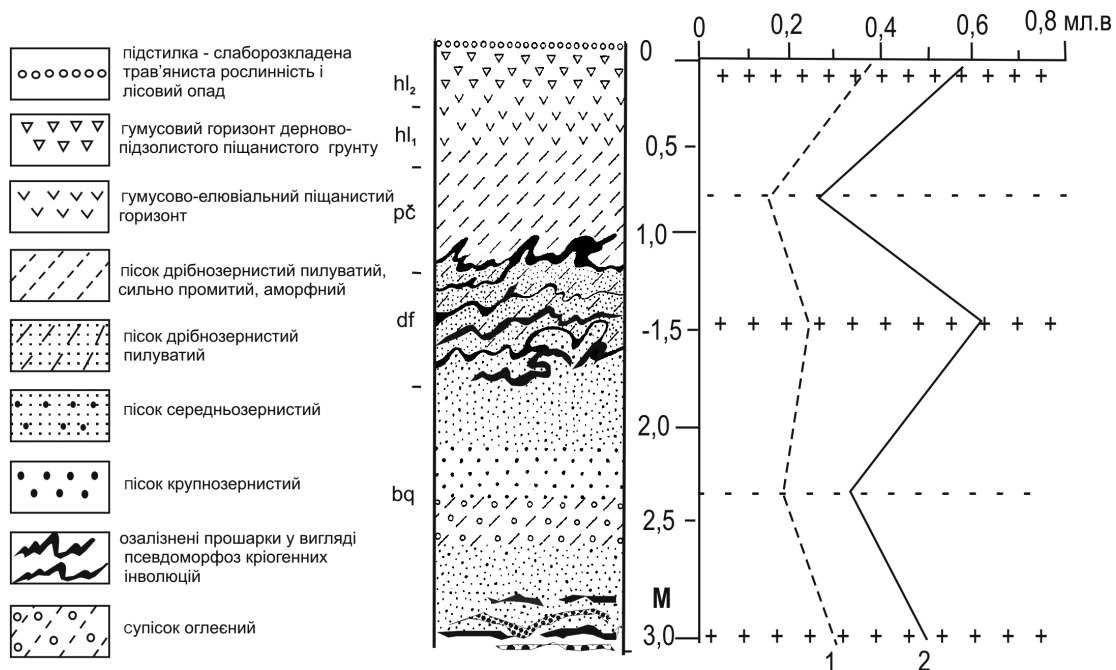 підстилка - слаборозкладена
трав’яниста рослинність і
лісовий опад
гумусовий горизонт дерново-
підзолистого піщанистого грунту
гумусово-елювіальний піщанистий
горизонт
пісок дрібнозернистий пилуватий,
сильно промитий, аморфний
пісок дрібнозернистий
пилуватий
пісок середньозернистий
пісок крупнозернистий
озалізнені прошарки у вигляді
псевдоморфоз кріогенних
інволюцій
супісок оглеєний
hl₂
hl₁
pč
df
bq
0
0,5
1,0
-1,5
2,0
2,5
М
3,0
0 0,2 0,4 0,6 0,8 мл.в
1 2